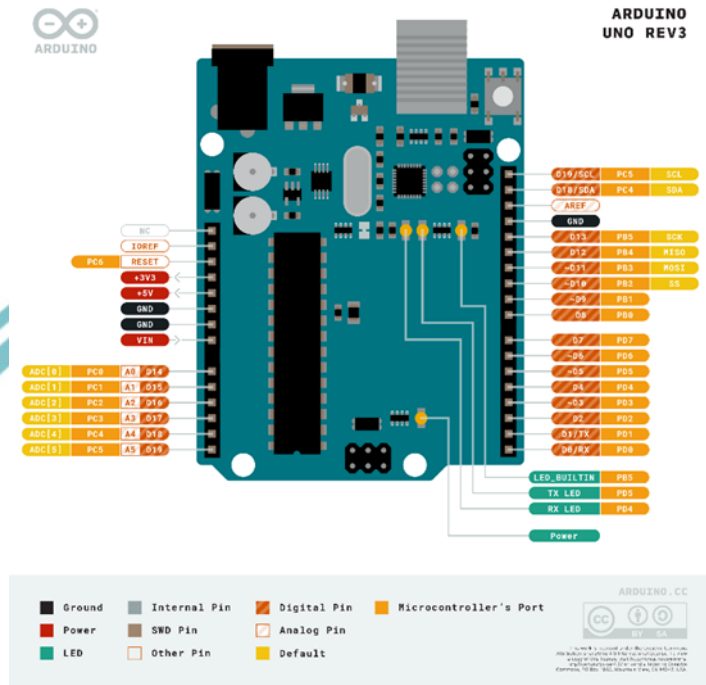 ARDUINO
ARDUINO
UNO REV3
NC
IOREF
PC6 RESET
+3V3
+5V
GND
GND
VIN
ADC[0] PC0 A0 D14
ADC[1] PC1 A1 D15
ADC[2] PC2 A2 D16
ADC[3] PC3 A3 D17
ADC[4] PC4 A4 D18
ADC[5] PC5 A5 D19
D19/SCL PC5 SCL
D18/SDA PC4 SDA
AREF
GND
~D13 PB5 SCK
D12 PB4 MISO
~D11 PB3 MOSI
~D10 PB2 SS
~D9 PB1
D8 PB0
D7 PD7
~D6 PD6
~D5 PD5
D4 PD4
~D3 PD3
D2 PD2
D1/TX PD1
D0/RX PD0
LED_BUILTIN PB5
TX LED PD5
RX LED PD4
Power
ARDUINO.CC
Ground Internal Pin Digital Pin Microcontroller's Port
Power SWD Pin Analog Pin
LED Other Pin Default
CC
BY SA